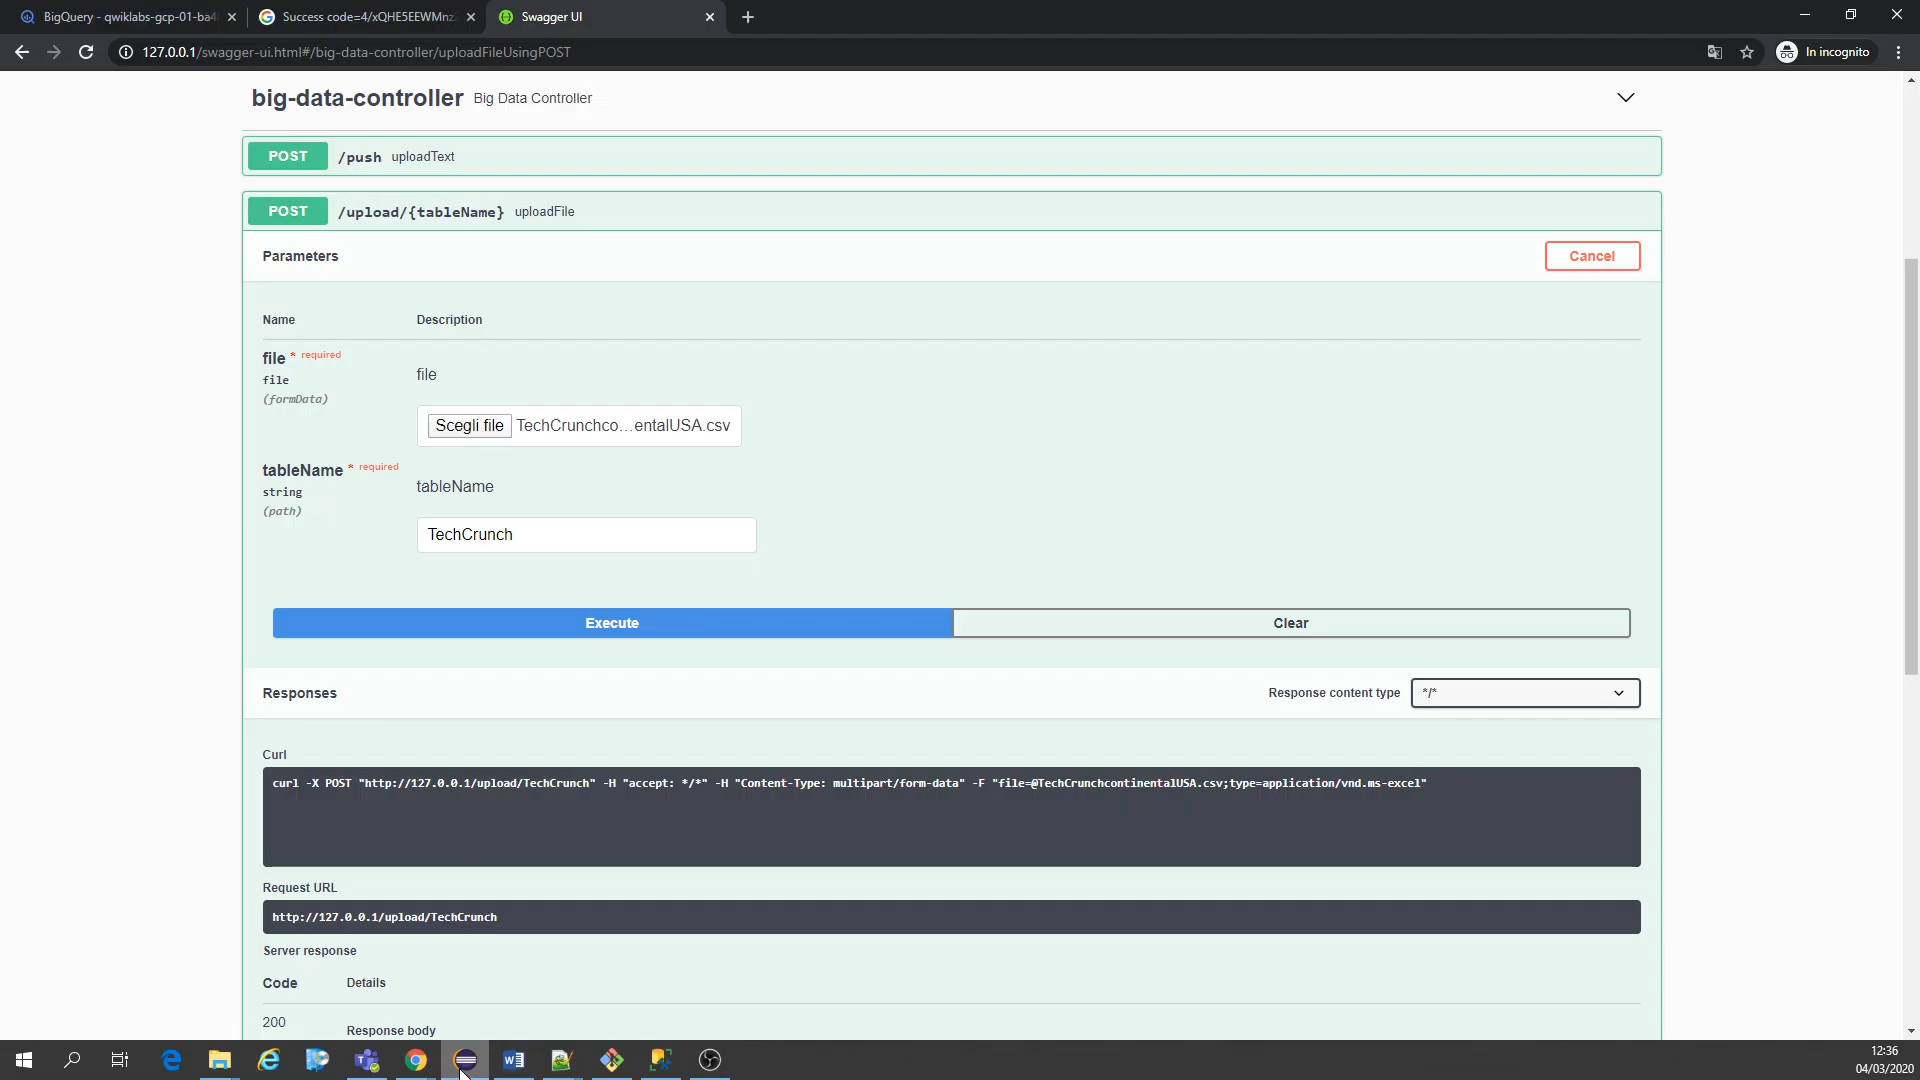 BigQuery - qwiklabs-gcp-01-ba4
Success code=4/xQHE5EEWMnz
Swagger UI
127.0.0.1/swagger-ui.html#/big-data-controller/uploadFileUsingPOST
In incognito
big-data-controller Big Data Controller
POST /push uploadText
POST /upload/{tableName} uploadFile
Parameters
Cancel
Name Description
file * required
file
(formData)
file
Scegli file TechCrunchco…entalUSA.csv
tableName * required
string
(path)
tableName
TechCrunch
Execute
Clear
Responses
Response content type */*
Curl
curl -X POST "http://127.0.0.1/upload/TechCrunch" -H "accept: */*" -H "Content-Type: multipart/form-data" -F "file=@TechCrunchcontinentalUSA.csv;type=application/vnd.ms-excel"
Request URL
http://127.0.0.1/upload/TechCrunch
Server response
Code Details
200
Response body
12:36
04/03/2020